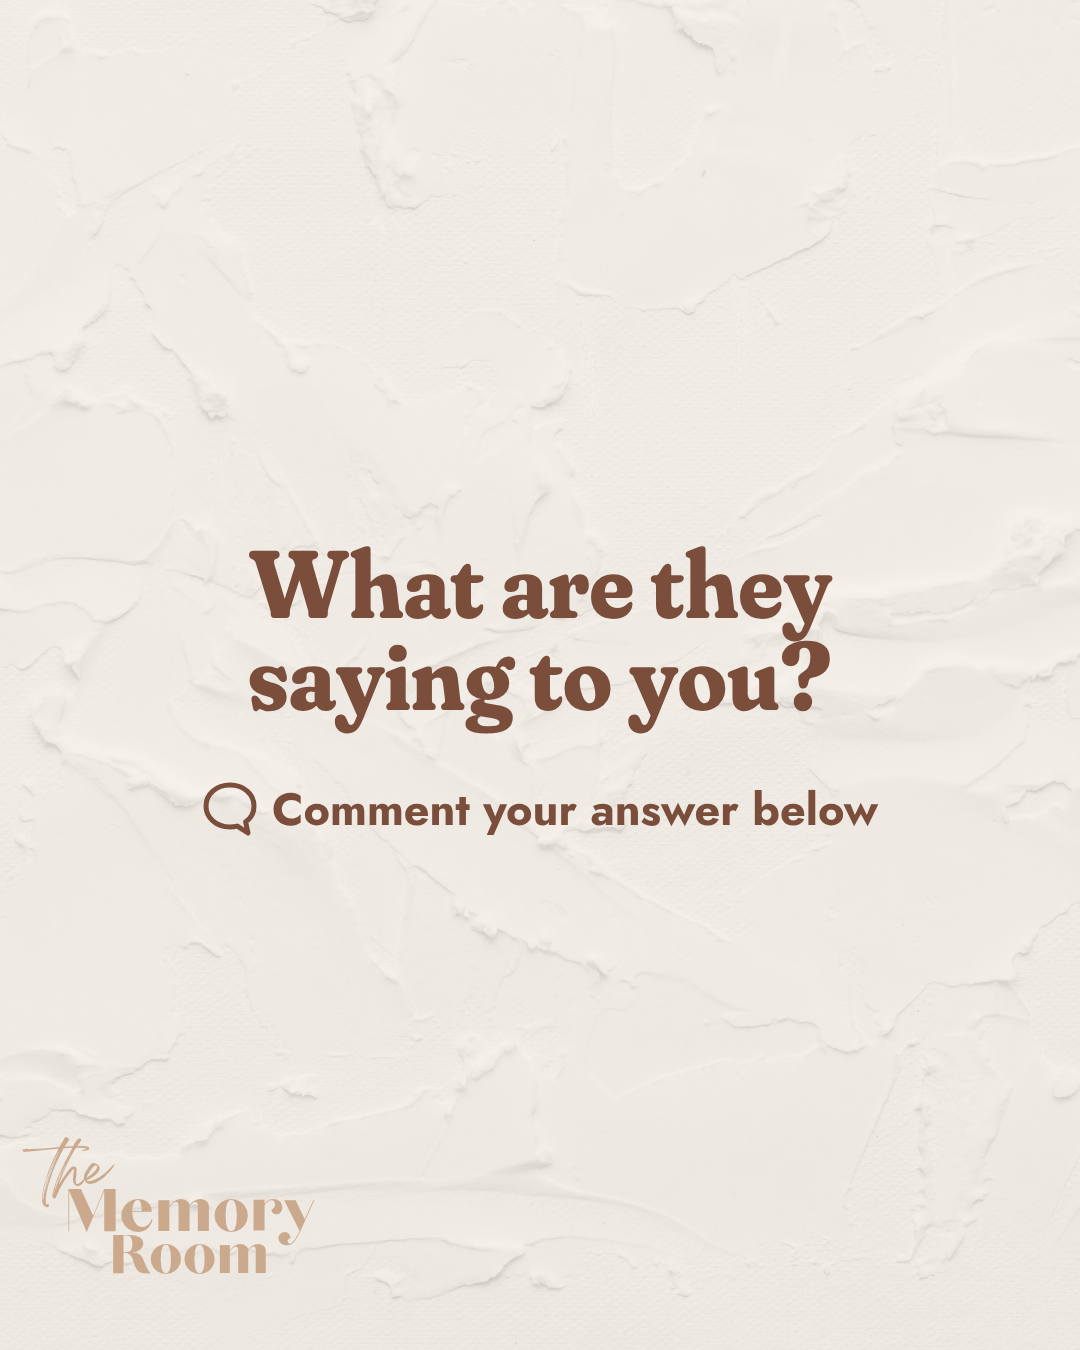 What are they
saying to you?
Comment your answer below
the
Memory
Room